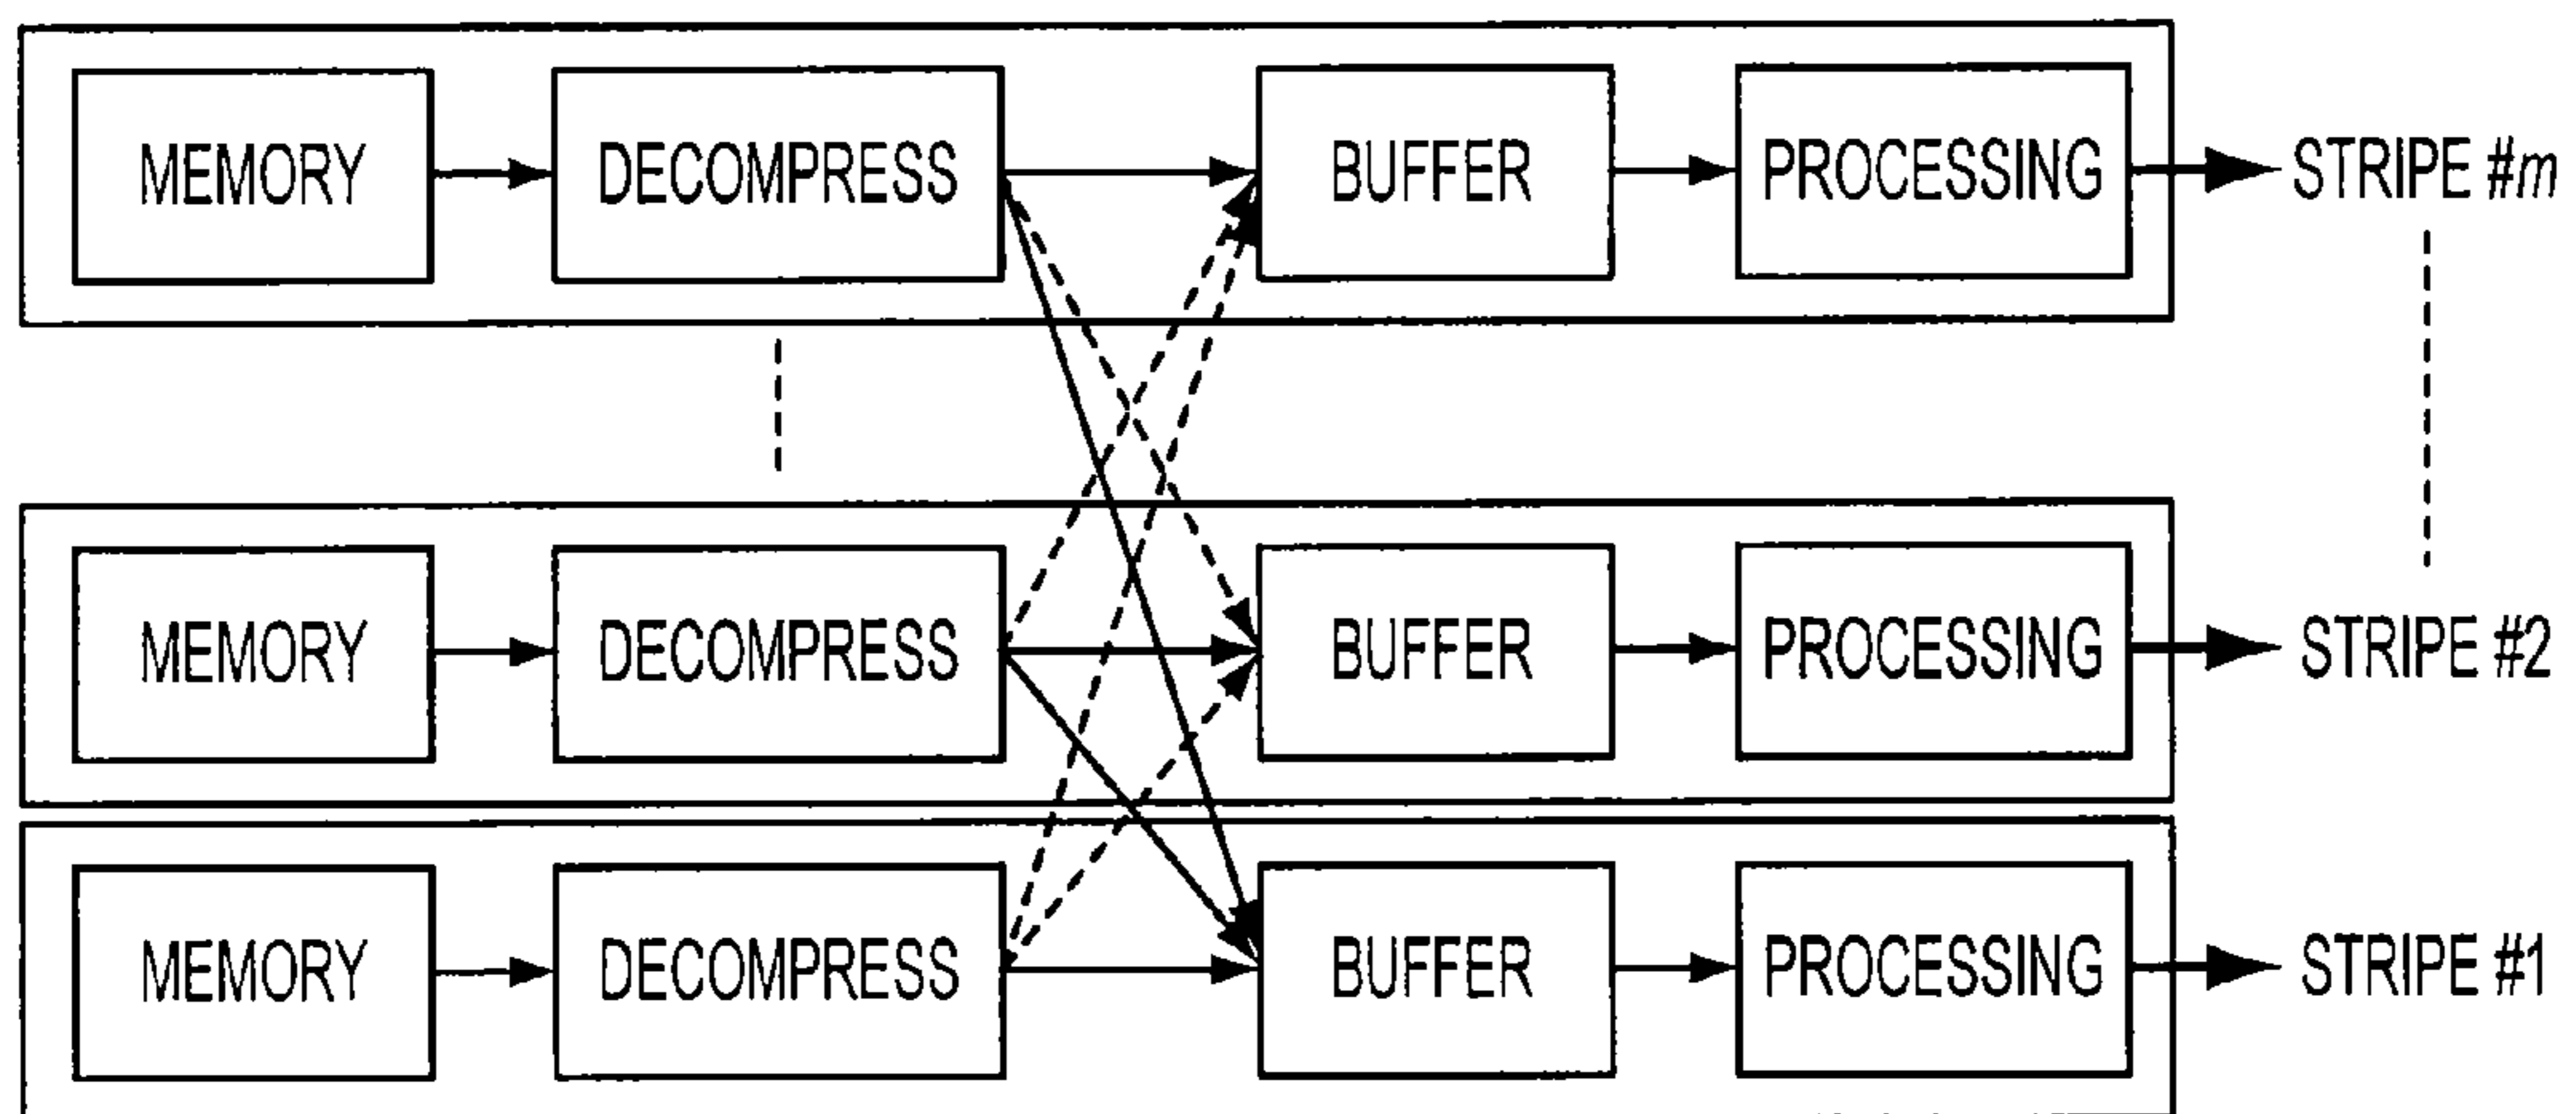 MEMORY DECOMPRESS BUFFER PROCESSING STRIPE #m
MEMORY DECOMPRESS BUFFER PROCESSING STRIPE #2
MEMORY DECOMPRESS BUFFER PROCESSING STRIPE #1